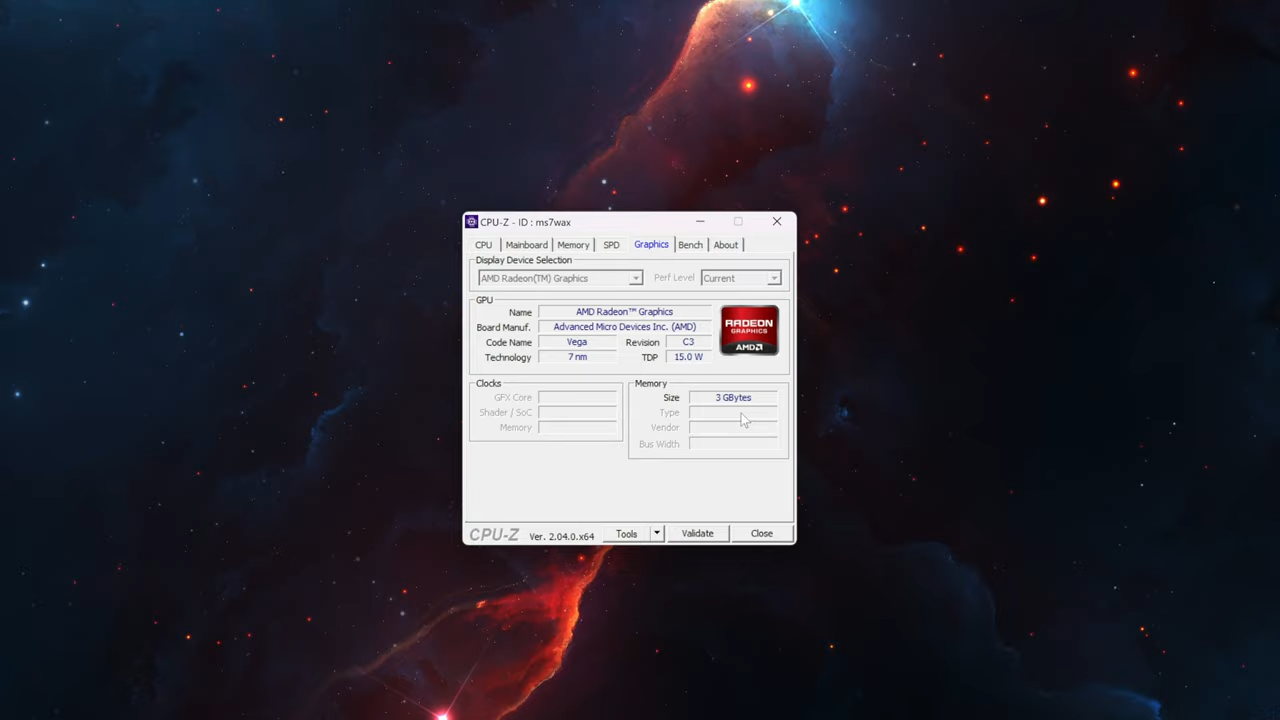 CPU-Z - ID : ms7wax
CPU Mainboard Memory SPD Graphics Bench About
Display Device Selection
AMD Radeon(TM) Graphics Perf Level Current
GPU
Name AMD Radeon™ Graphics
Board Manuf. Advanced Micro Devices Inc. (AMD)
Code Name Vega Revision C3
Technology 7 nm TDP 15.0 W
RADEON
GRAPHICS
AMD
Clocks
GFX Core
Shader / SoC
Memory
Memory
Size 3 GBytes
Type
Vendor
Bus Width
CPU-Z Ver. 2.04.0.x64 Tools Validate Close